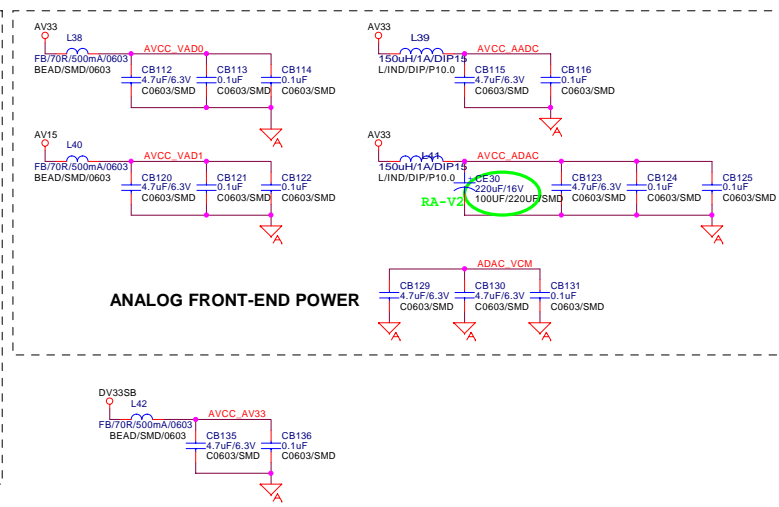 AV33
L38
AVCC_VAD0
FB/70R/500mA/0603
BEAD/SMD/0603
CB112
4.7uF/6.3V
C0603/SMD
CB113
0.1uF
C0603/SMD
CB114
0.1uF
C0603/SMD
A
AV33
L39
AVCC_AADC
150uH/1A/DIP15
L/IND/DIP/P10.0
CB115
4.7uF/6.3V
C0603/SMD
CB116
0.1uF
C0603/SMD
A
AV15
L40
AVCC_VAD1
FB/70R/500mA/0603
BEAD/SMD/0603
CB120
4.7uF/6.3V
C0603/SMD
CB121
0.1uF
C0603/SMD
CB122
0.1uF
C0603/SMD
A
AV33
L41
AVCC_ADAC
150uH/1A/DIP15
L/IND/DIP/P10.0
+
CE30
220uF/16V
100UF/220UF/SMD
RA-V2
CB123
4.7uF/6.3V
C0603/SMD
CB124
0.1uF
C0603/SMD
CB125
0.1uF
C0603/SMD
A
ANALOG FRONT-END POWER
ADAC_VCM
CB129
4.7uF/6.3V
C0603/SMD
CB130
4.7uF/6.3V
C0603/SMD
CB131
0.1uF
C0603/SMD
A
A
A
DV33SB
L42
AVCC_AV33
FB/70R/500mA/0603
BEAD/SMD/0603
CB135
4.7uF/6.3V
C0603/SMD
CB136
0.1uF
C0603/SMD
A